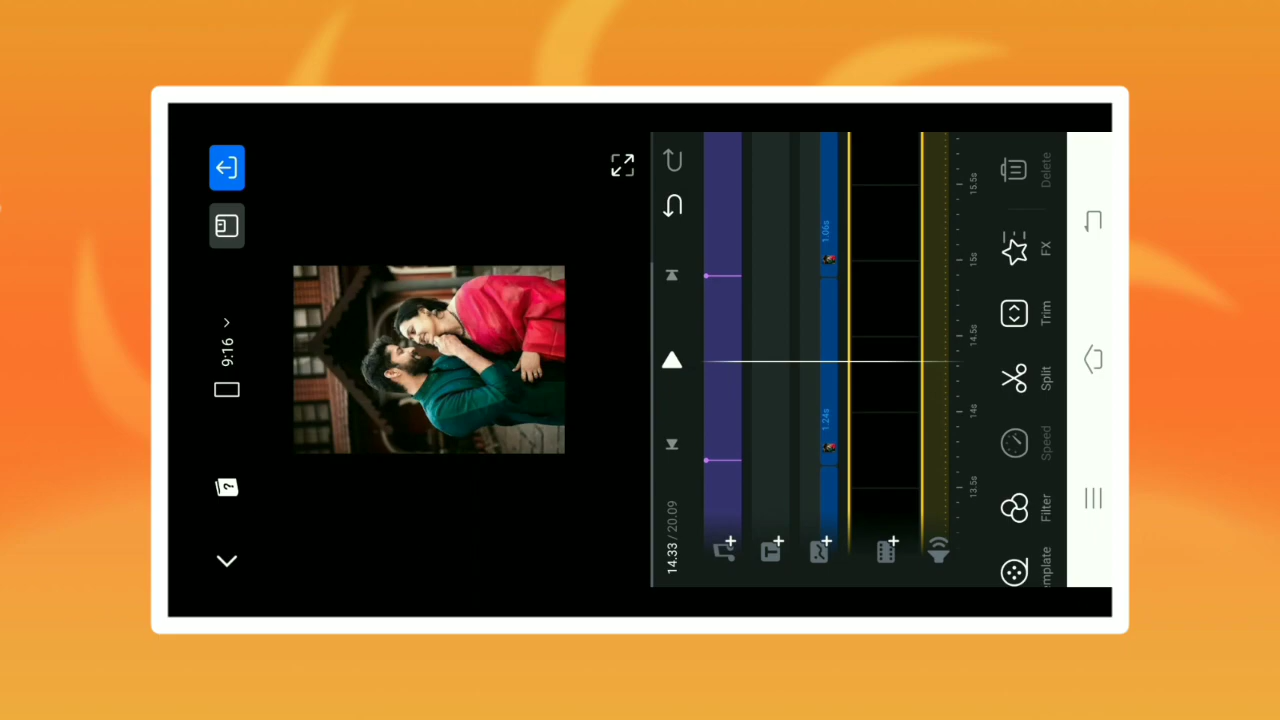 9:16
?
14.33 / 20.09
T
1.06s
1.24s
15.5s
15s
14.5s
14s
13.5s
Delete
FX
Trim
Split
Speed
Filter
mplate